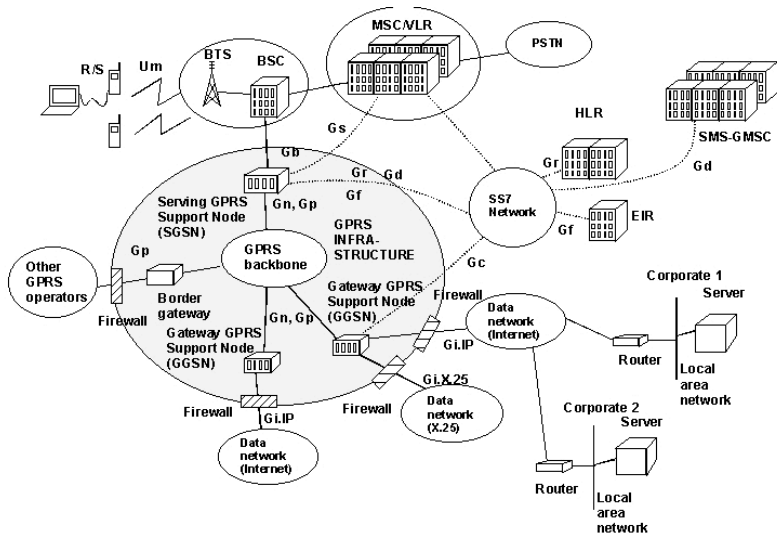 MSC/VLR
PSTN
BTS
BSC
R/S
Um
HLR
SMS-GMSC
Gs
Gb
Gr
Gd
Gr
Gd
Gf
SS7
Network
EIR
Gf
Serving GPRS
Support Node
(SGSN)
Gn, Gp
GPRS
INFRA-
STRUCTURE
Gc
Gp
GPRS
backbone
Other
GPRS
operators
Border
gateway
Firewall
Gateway GPRS
Support Node
(GGSN)
Firewall
Data
network
(Internet)
Gi.IP
Corporate 1
Server
Router
Local
area
network
Gn, Gp
Gateway GPRS
Support Node
(GGSN)
Gi.X.25
Firewall
Data
network
(X.25)
Firewall
Gi.IP
Data
network
(Internet)
Corporate 2
Server
Router
Local
area
network